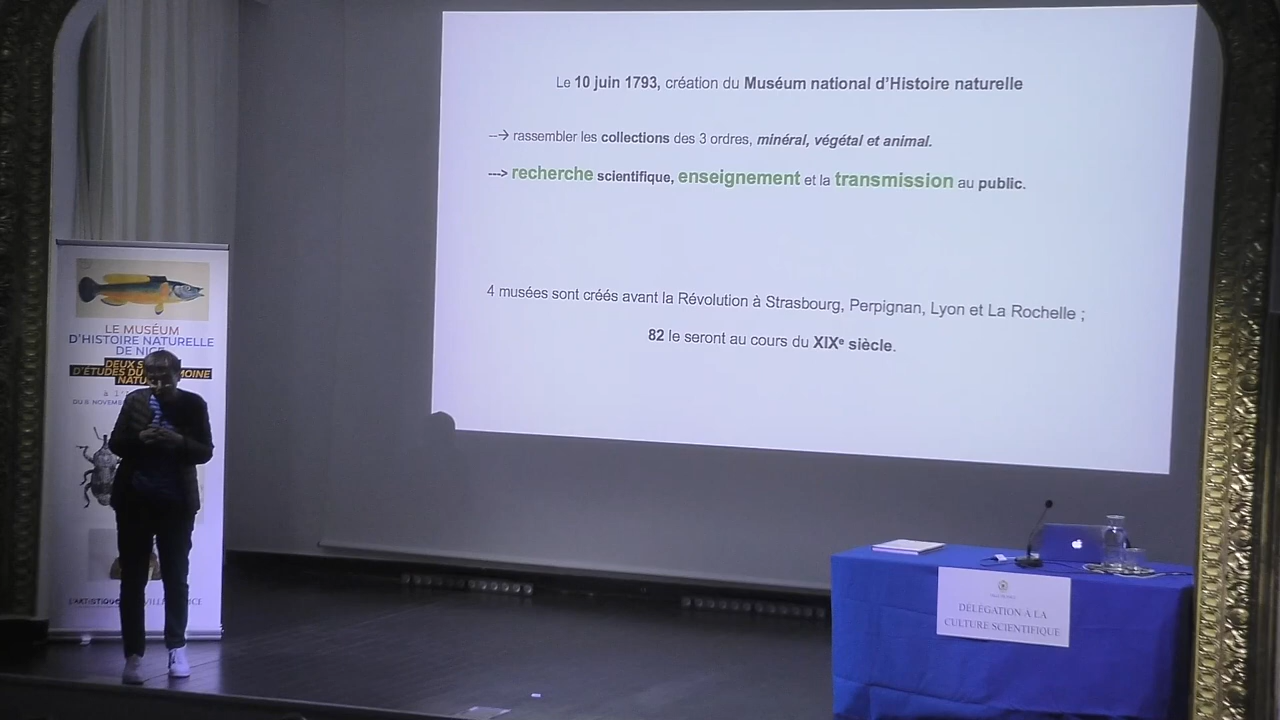 Le 10 juin 1793, création du Muséum national d’Histoire naturelle
--→ rassembler les collections des 3 ordres, minéral, végétal et animal.
---> recherche scientifique, enseignement et la transmission au public.
4 musées sont créés avant la Révolution à Strasbourg, Perpignan, Lyon et La Rochelle ;
82 le seront au cours du XIXᵉ siècle.
LE MUSÉUM
D’HISTOIRE NATURELLE
DE NICE
DEUX
D’ÉTUDES DU
DÉLÉGATION À LA
CULTURE SCIENTIFIQUE